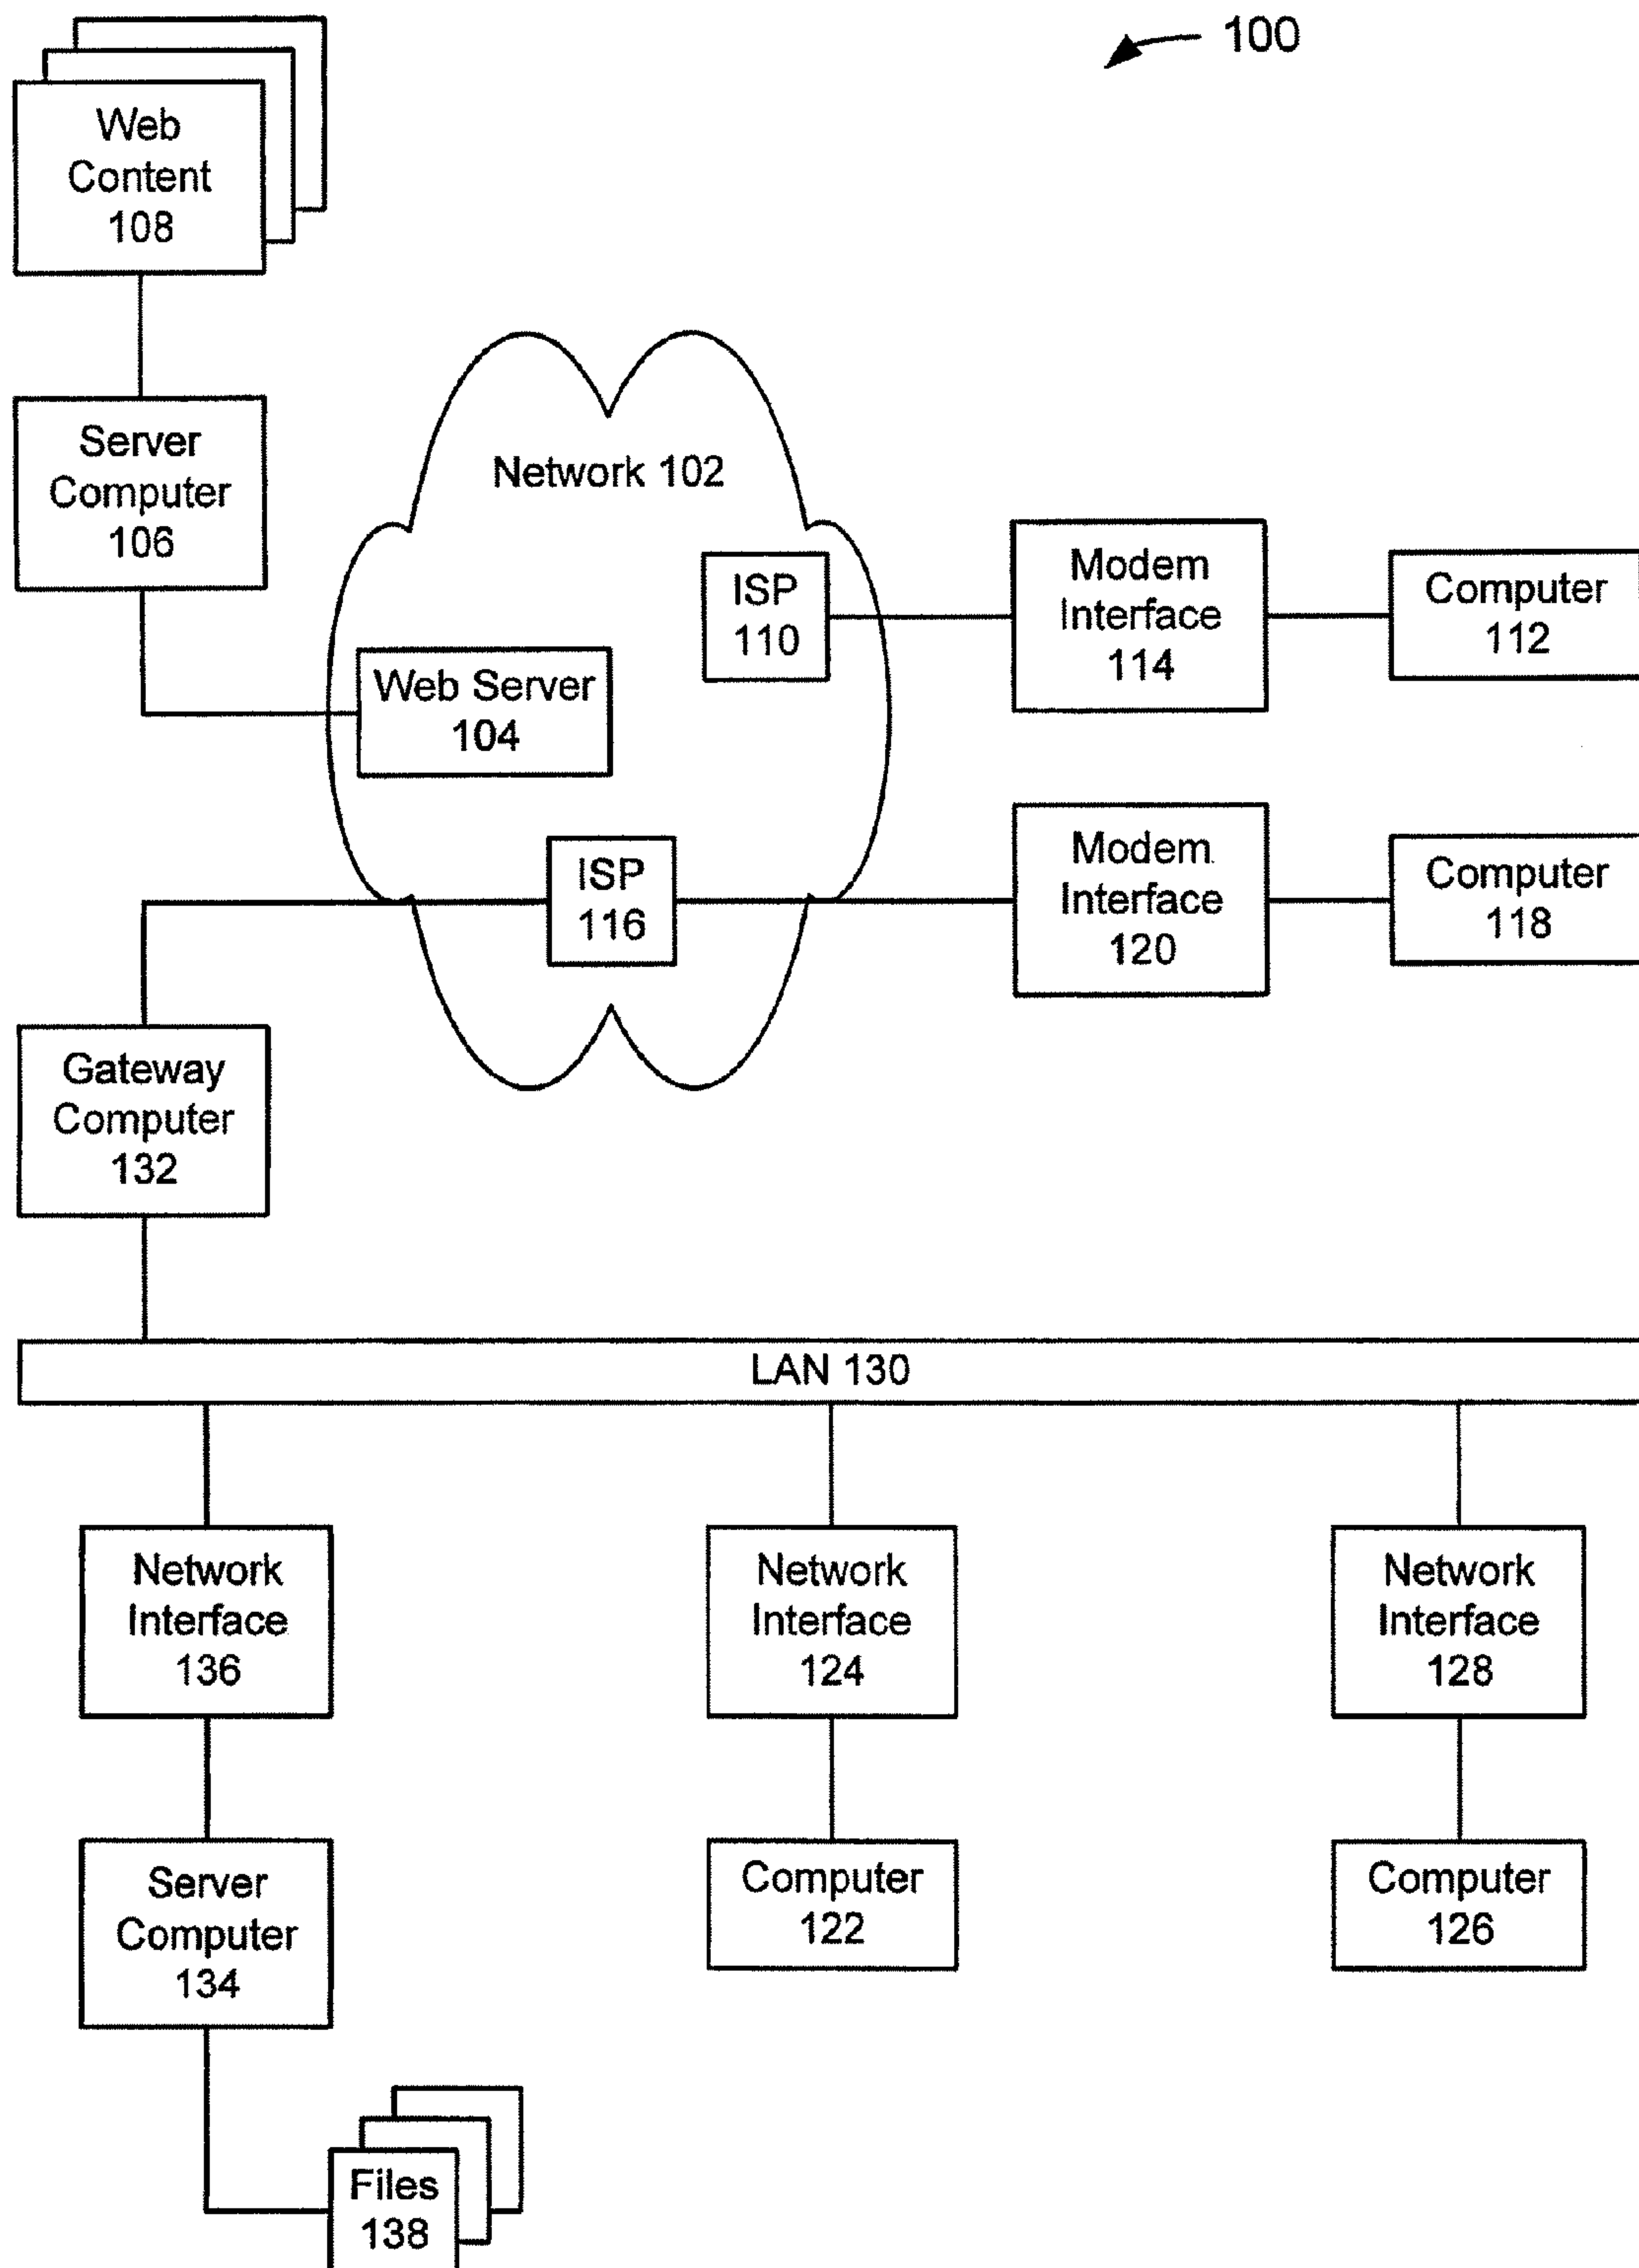 100
Web
Content
108
Server
Computer
106
Network 102
ISP
110
Modem
Interface
114
Computer
112
Web Server
104
ISP
116
Modem
Interface
120
Computer
118
Gateway
Computer
132
LAN 130
Network
Interface
136
Network
Interface
124
Network
Interface
128
Server
Computer
134
Computer
122
Computer
126
Files
138